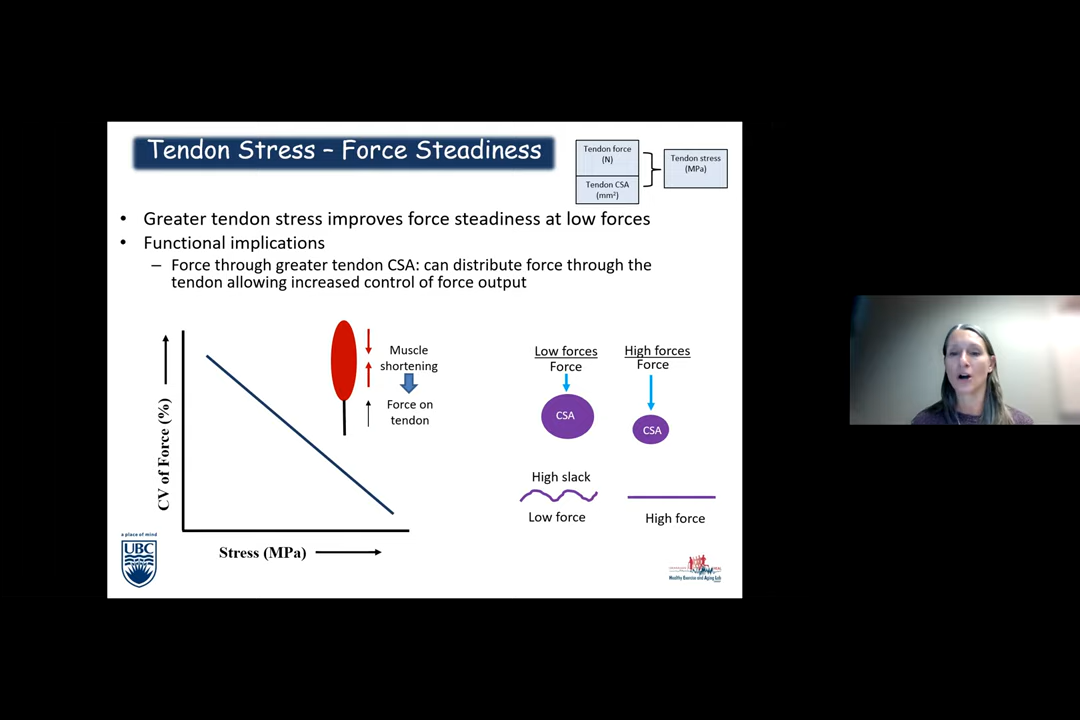 Tendon Stress – Force Steadiness
Tendon force
(N)
Tendon CSA
(mm²)
Tendon stress
(MPa)
• Greater tendon stress improves force steadiness at low forces
• Functional implications
– Force through greater tendon CSA: can distribute force through the
tendon allowing increased control of force output
CV of Force (%)
Stress (MPa)
Muscle
shortening
Force on
tendon
Low forces
Force
CSA
High forces
Force
CSA
High slack
Low force
High force
a place of mind
UBC
Healthy Exercise and Aging Lab